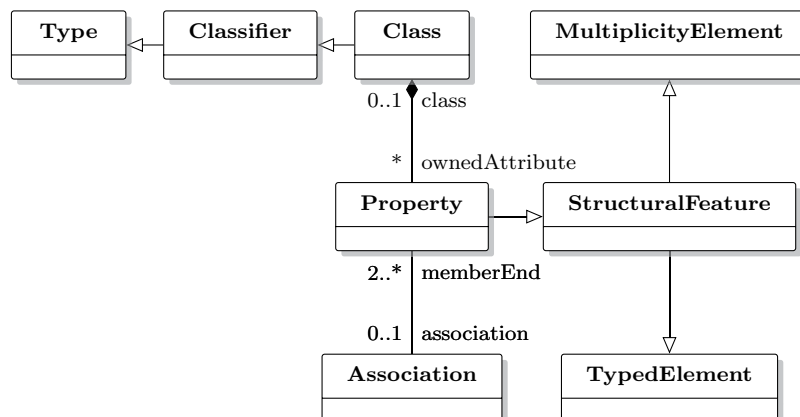 Type Classifier Class MultiplicityElement
0..1 class
* ownedAttribute
Property StructuralFeature
2..* memberEnd
0..1 association
Association TypedElement